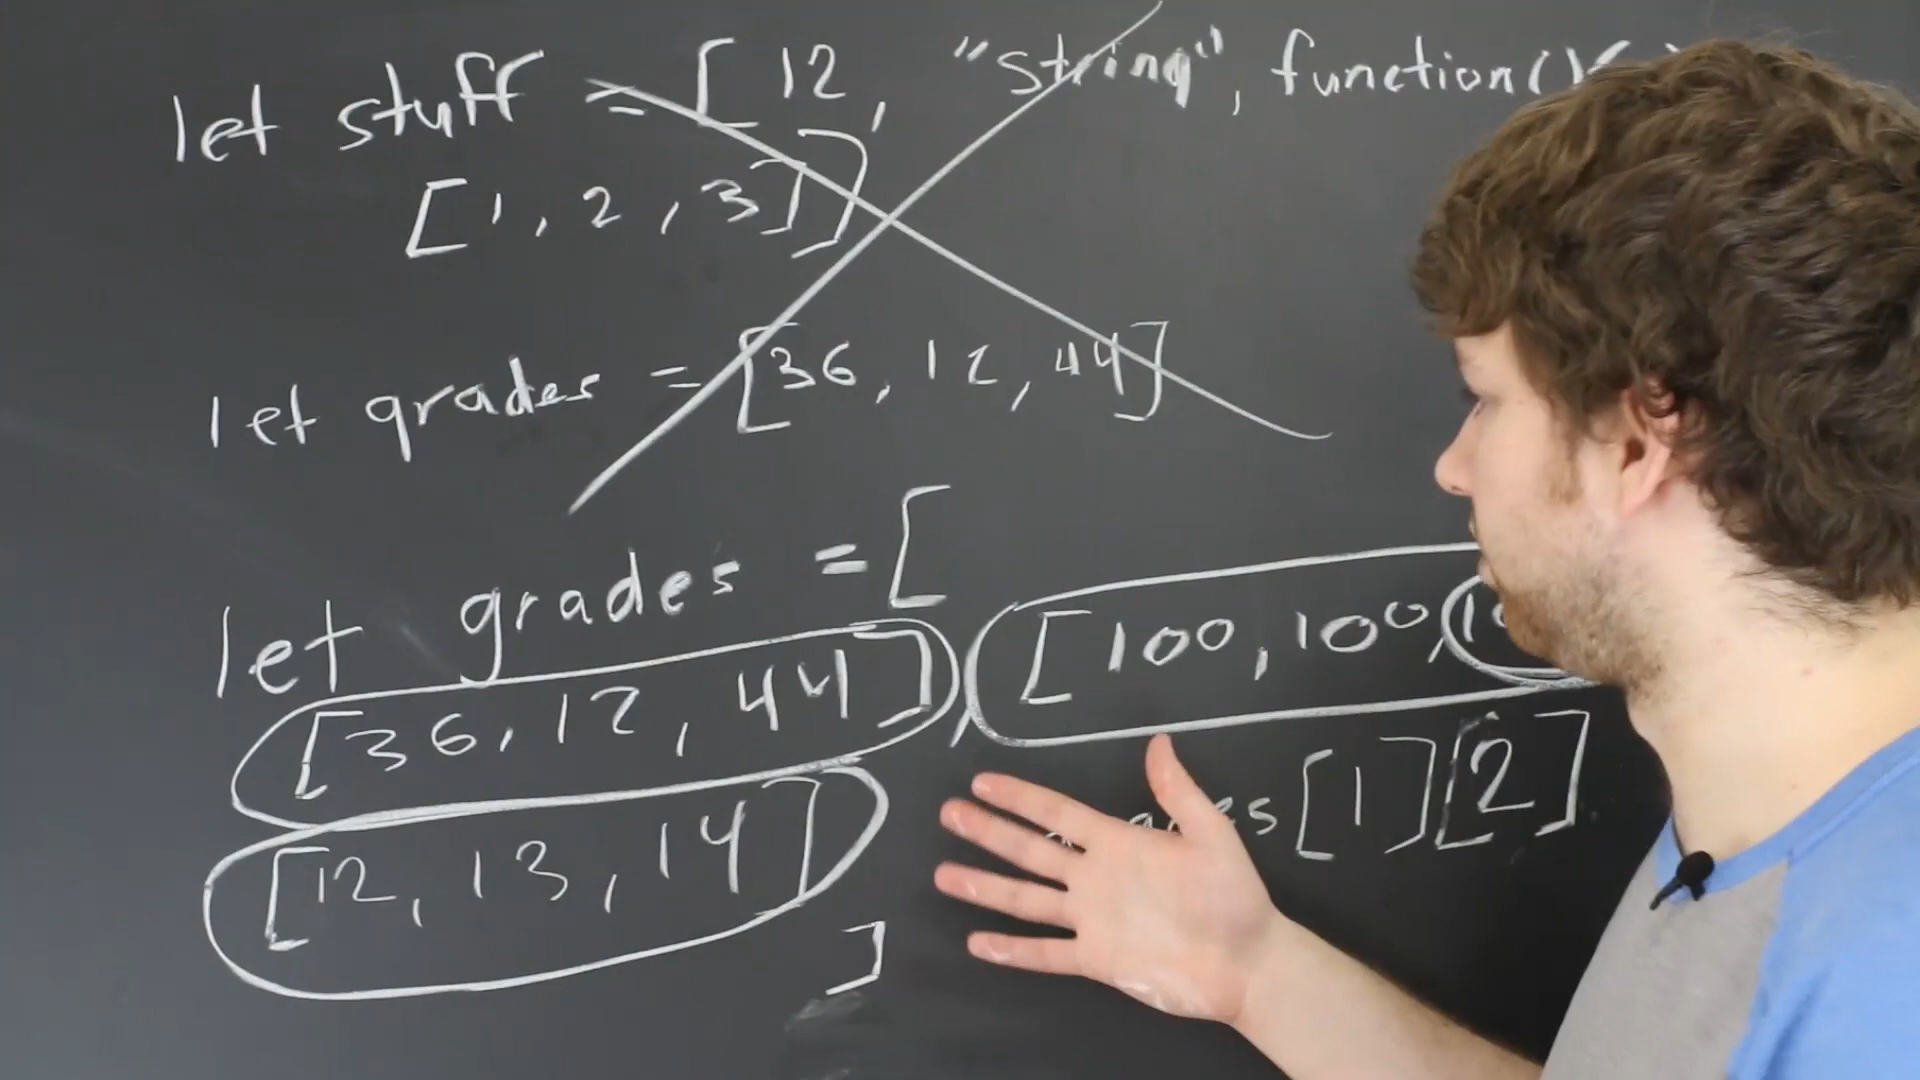 let stuff = [ 12, "string", function(){
[1, 2, 3]]
let grades = [36, 12, 44]
let grades = [
[36, 12, 44], [100, 100,
[1][2]
[12, 13, 14]
]